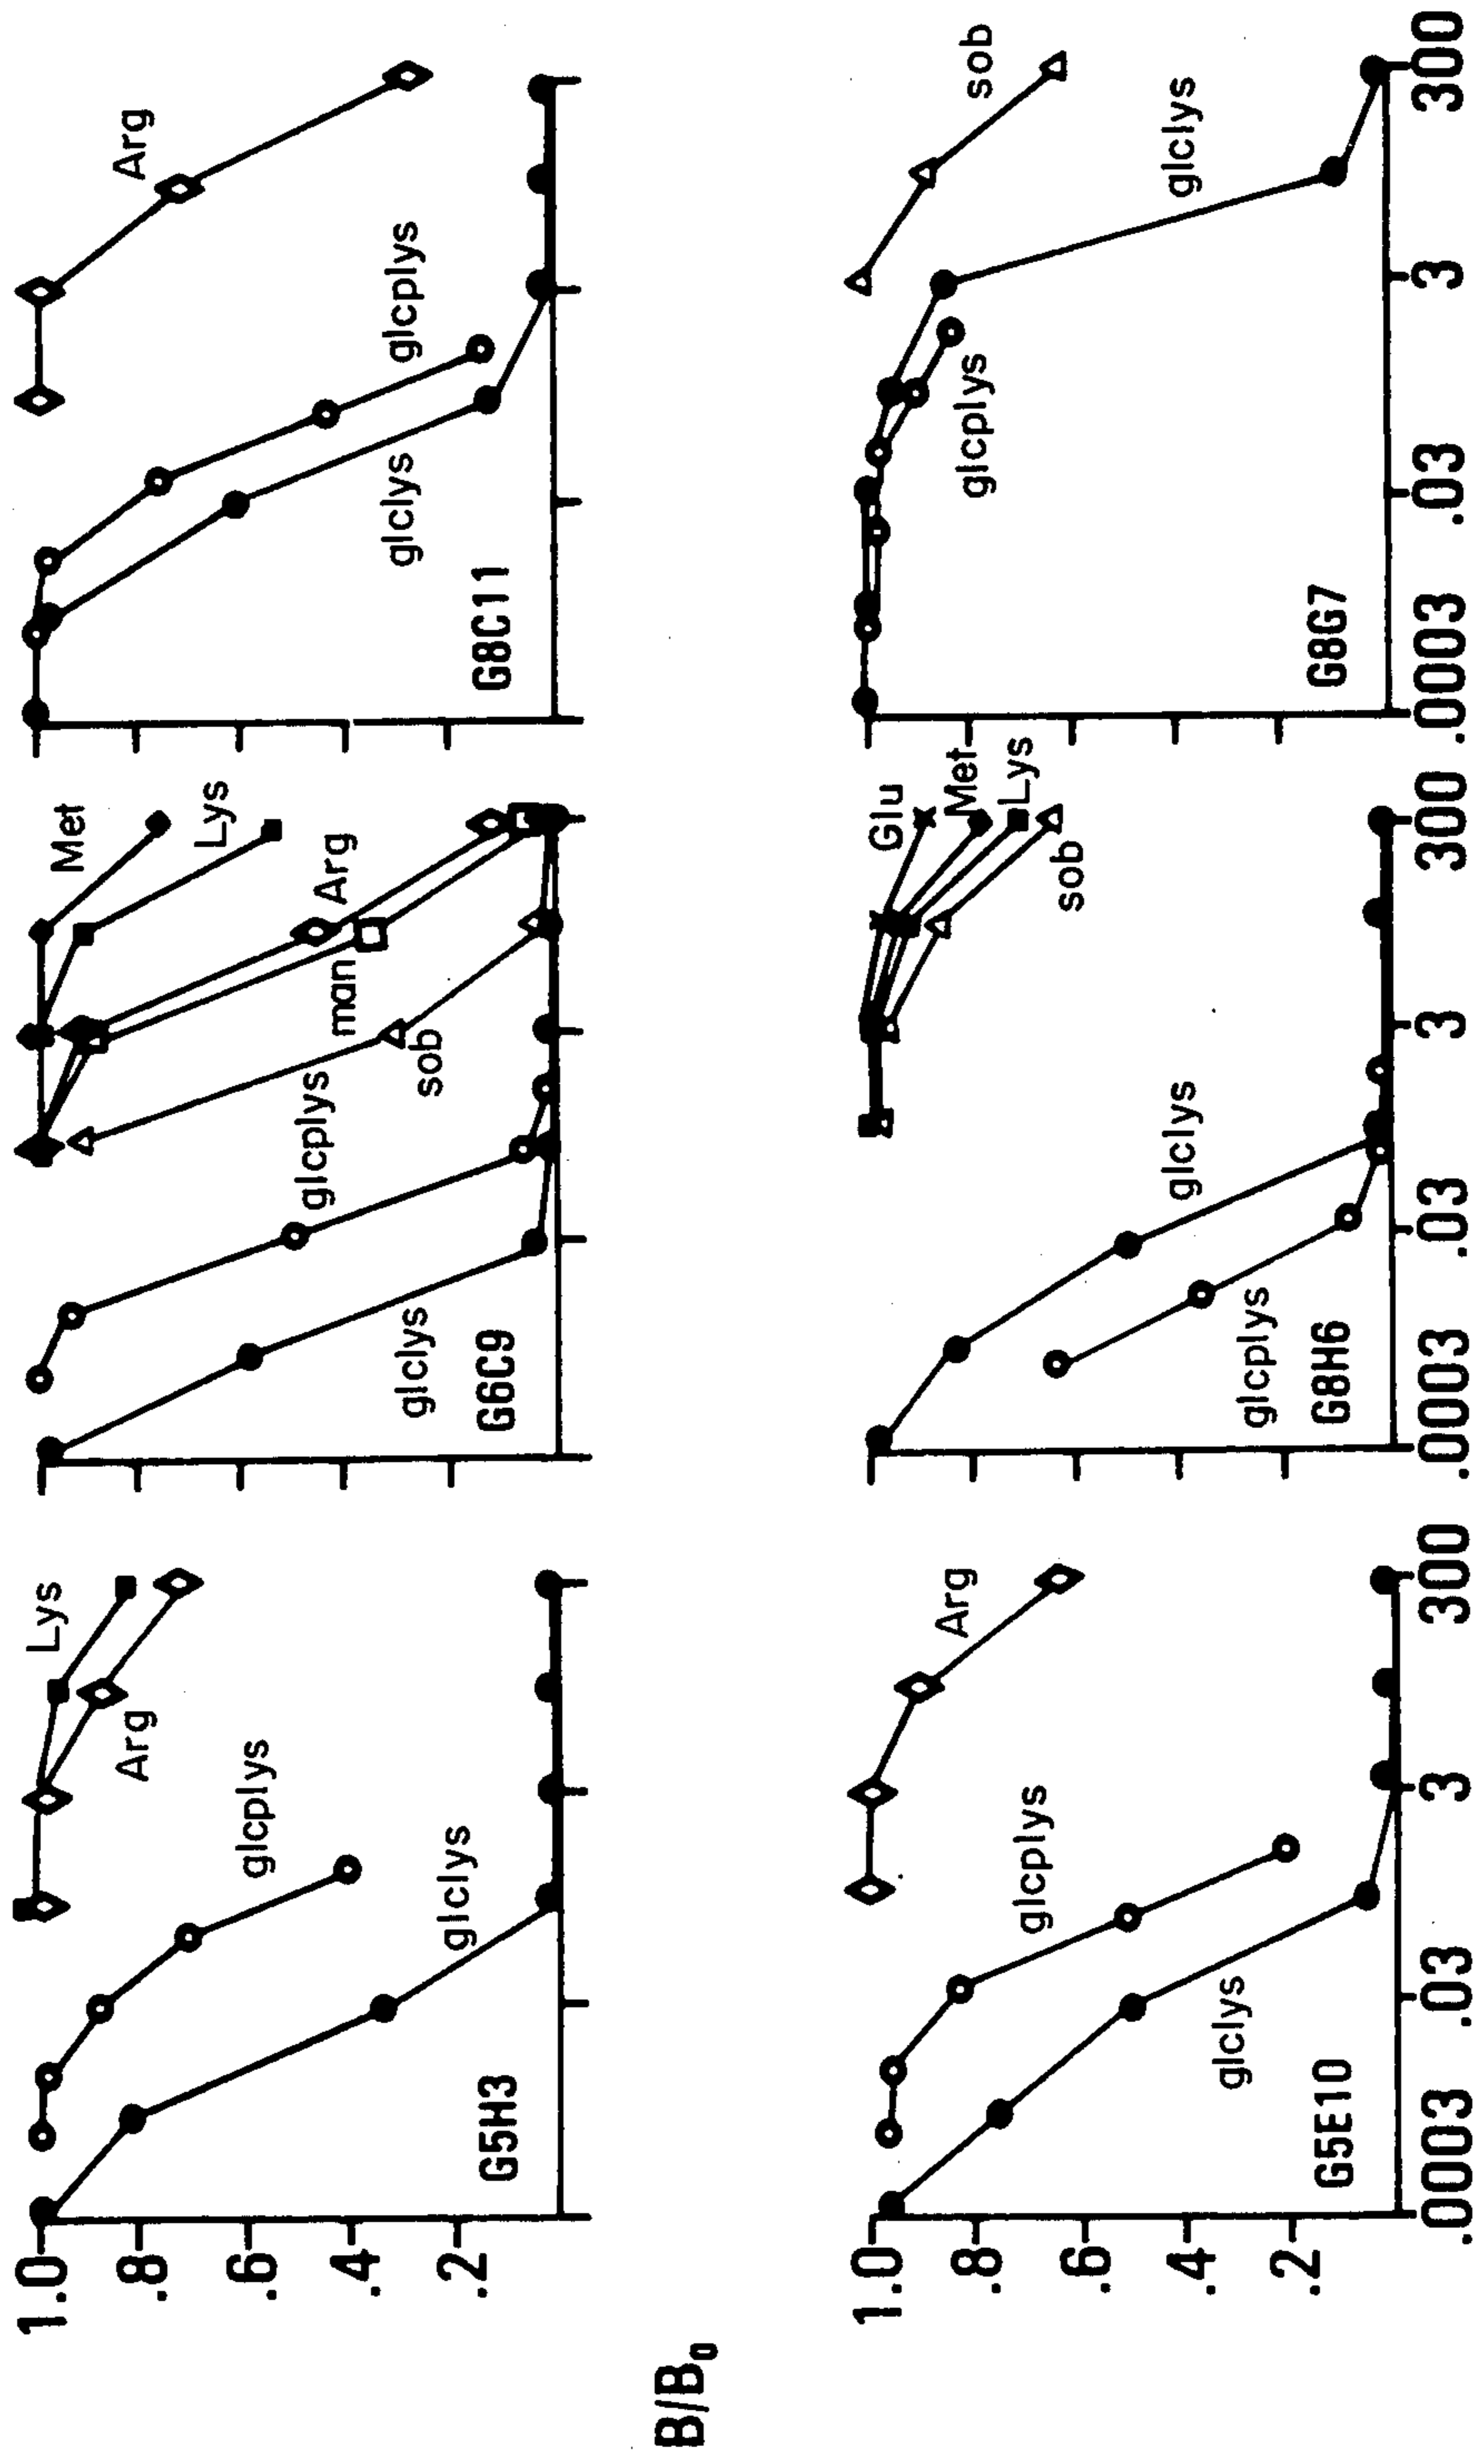 1.0
.8
.6
.4
.2
G5H3
glclys
glcplys
Arg
Lys
G6C9
glclys
glcplys
sob
man
Arg
Lys
Met
G8C11
glclys
glcplys
Arg
B/B₀
1.0
.8
.6
.4
.2
G5E10
glclys
glcplys
Arg
G8H6
glcplys
glclys
sob
Lys
Met
Glu
G8G7
glcplys
glclys
sob
.0003 .03 3 300 .0003 .03 3 300 .0003 .03 3 300